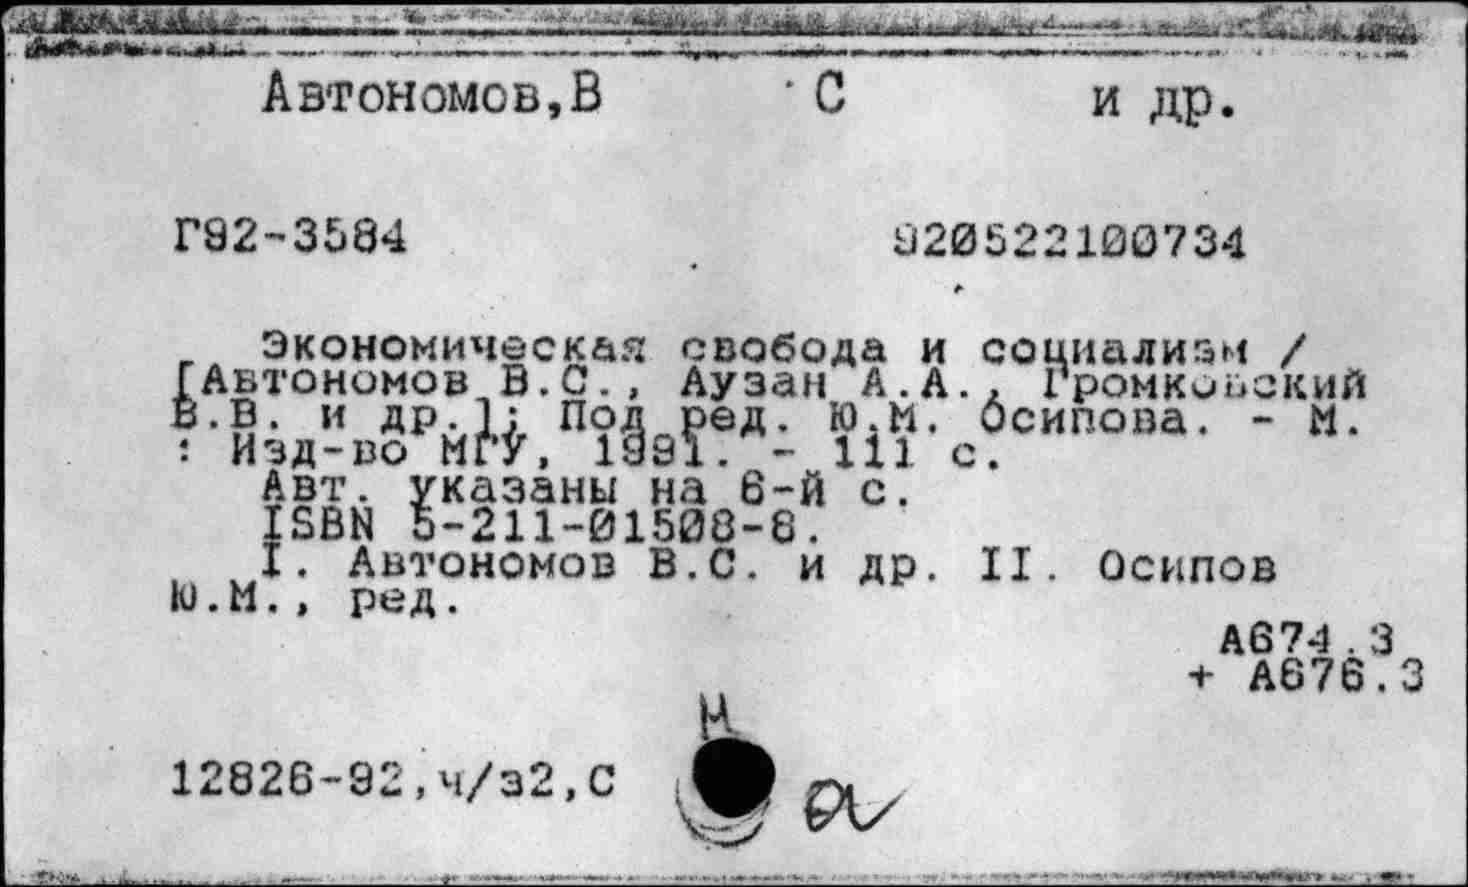 Автономов,В С и др.
Г92-3584 920522100734
Экономическая свобода и социализм /
[Автономов В.С., Аузан А.А., Громковский
В.В. и др.]; Под ред. Ю.М. Осипова. - М.
: Изд-во МГУ, 1991. - 111 с.
Авт. указаны на 6-й с.
ISBN 5-211-01508-8.
I. Автономов В.С. и др. II. Осипов
Ю.М., ред.
А674.3
+ А676.3
М
12826-92,ч/з2,С